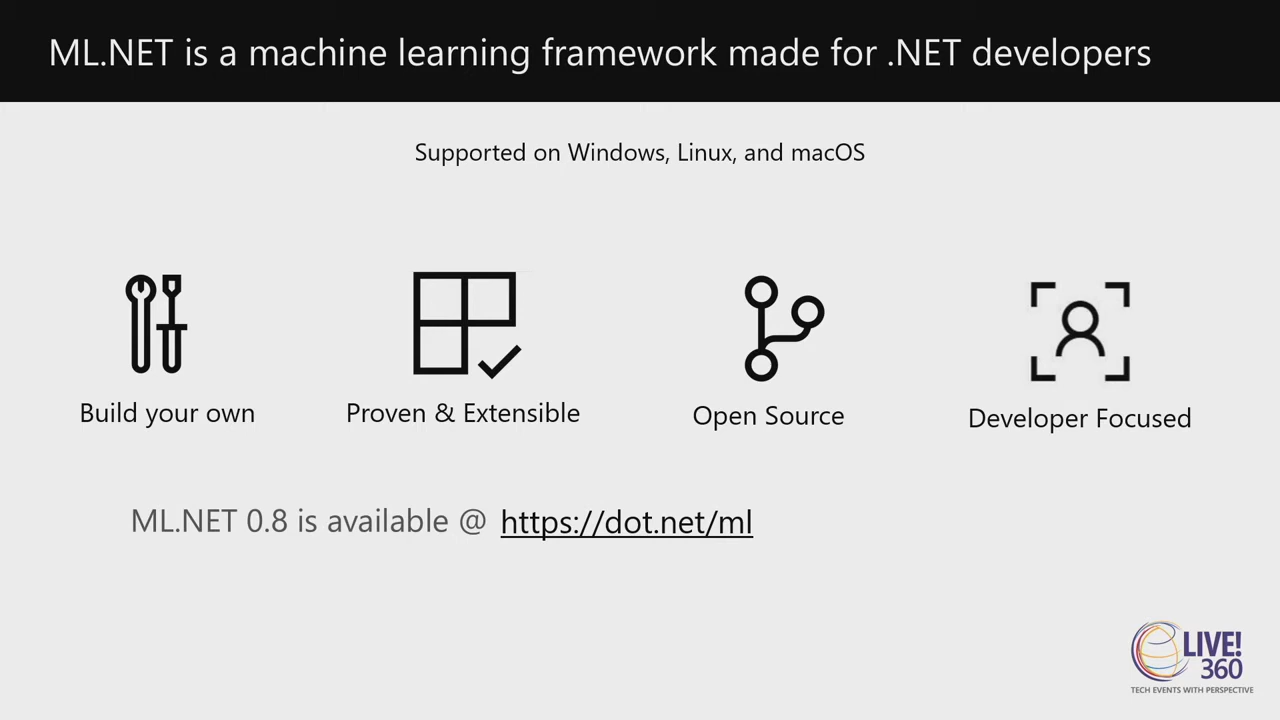 ML.NET is a machine learning framework made for .NET developers
Supported on Windows, Linux, and macOS
Build your own
Proven & Extensible
Open Source
Developer Focused
ML.NET 0.8 is available @ https://dot.net/ml
LIVE!
360
TECH EVENTS WITH PERSPECTIVE